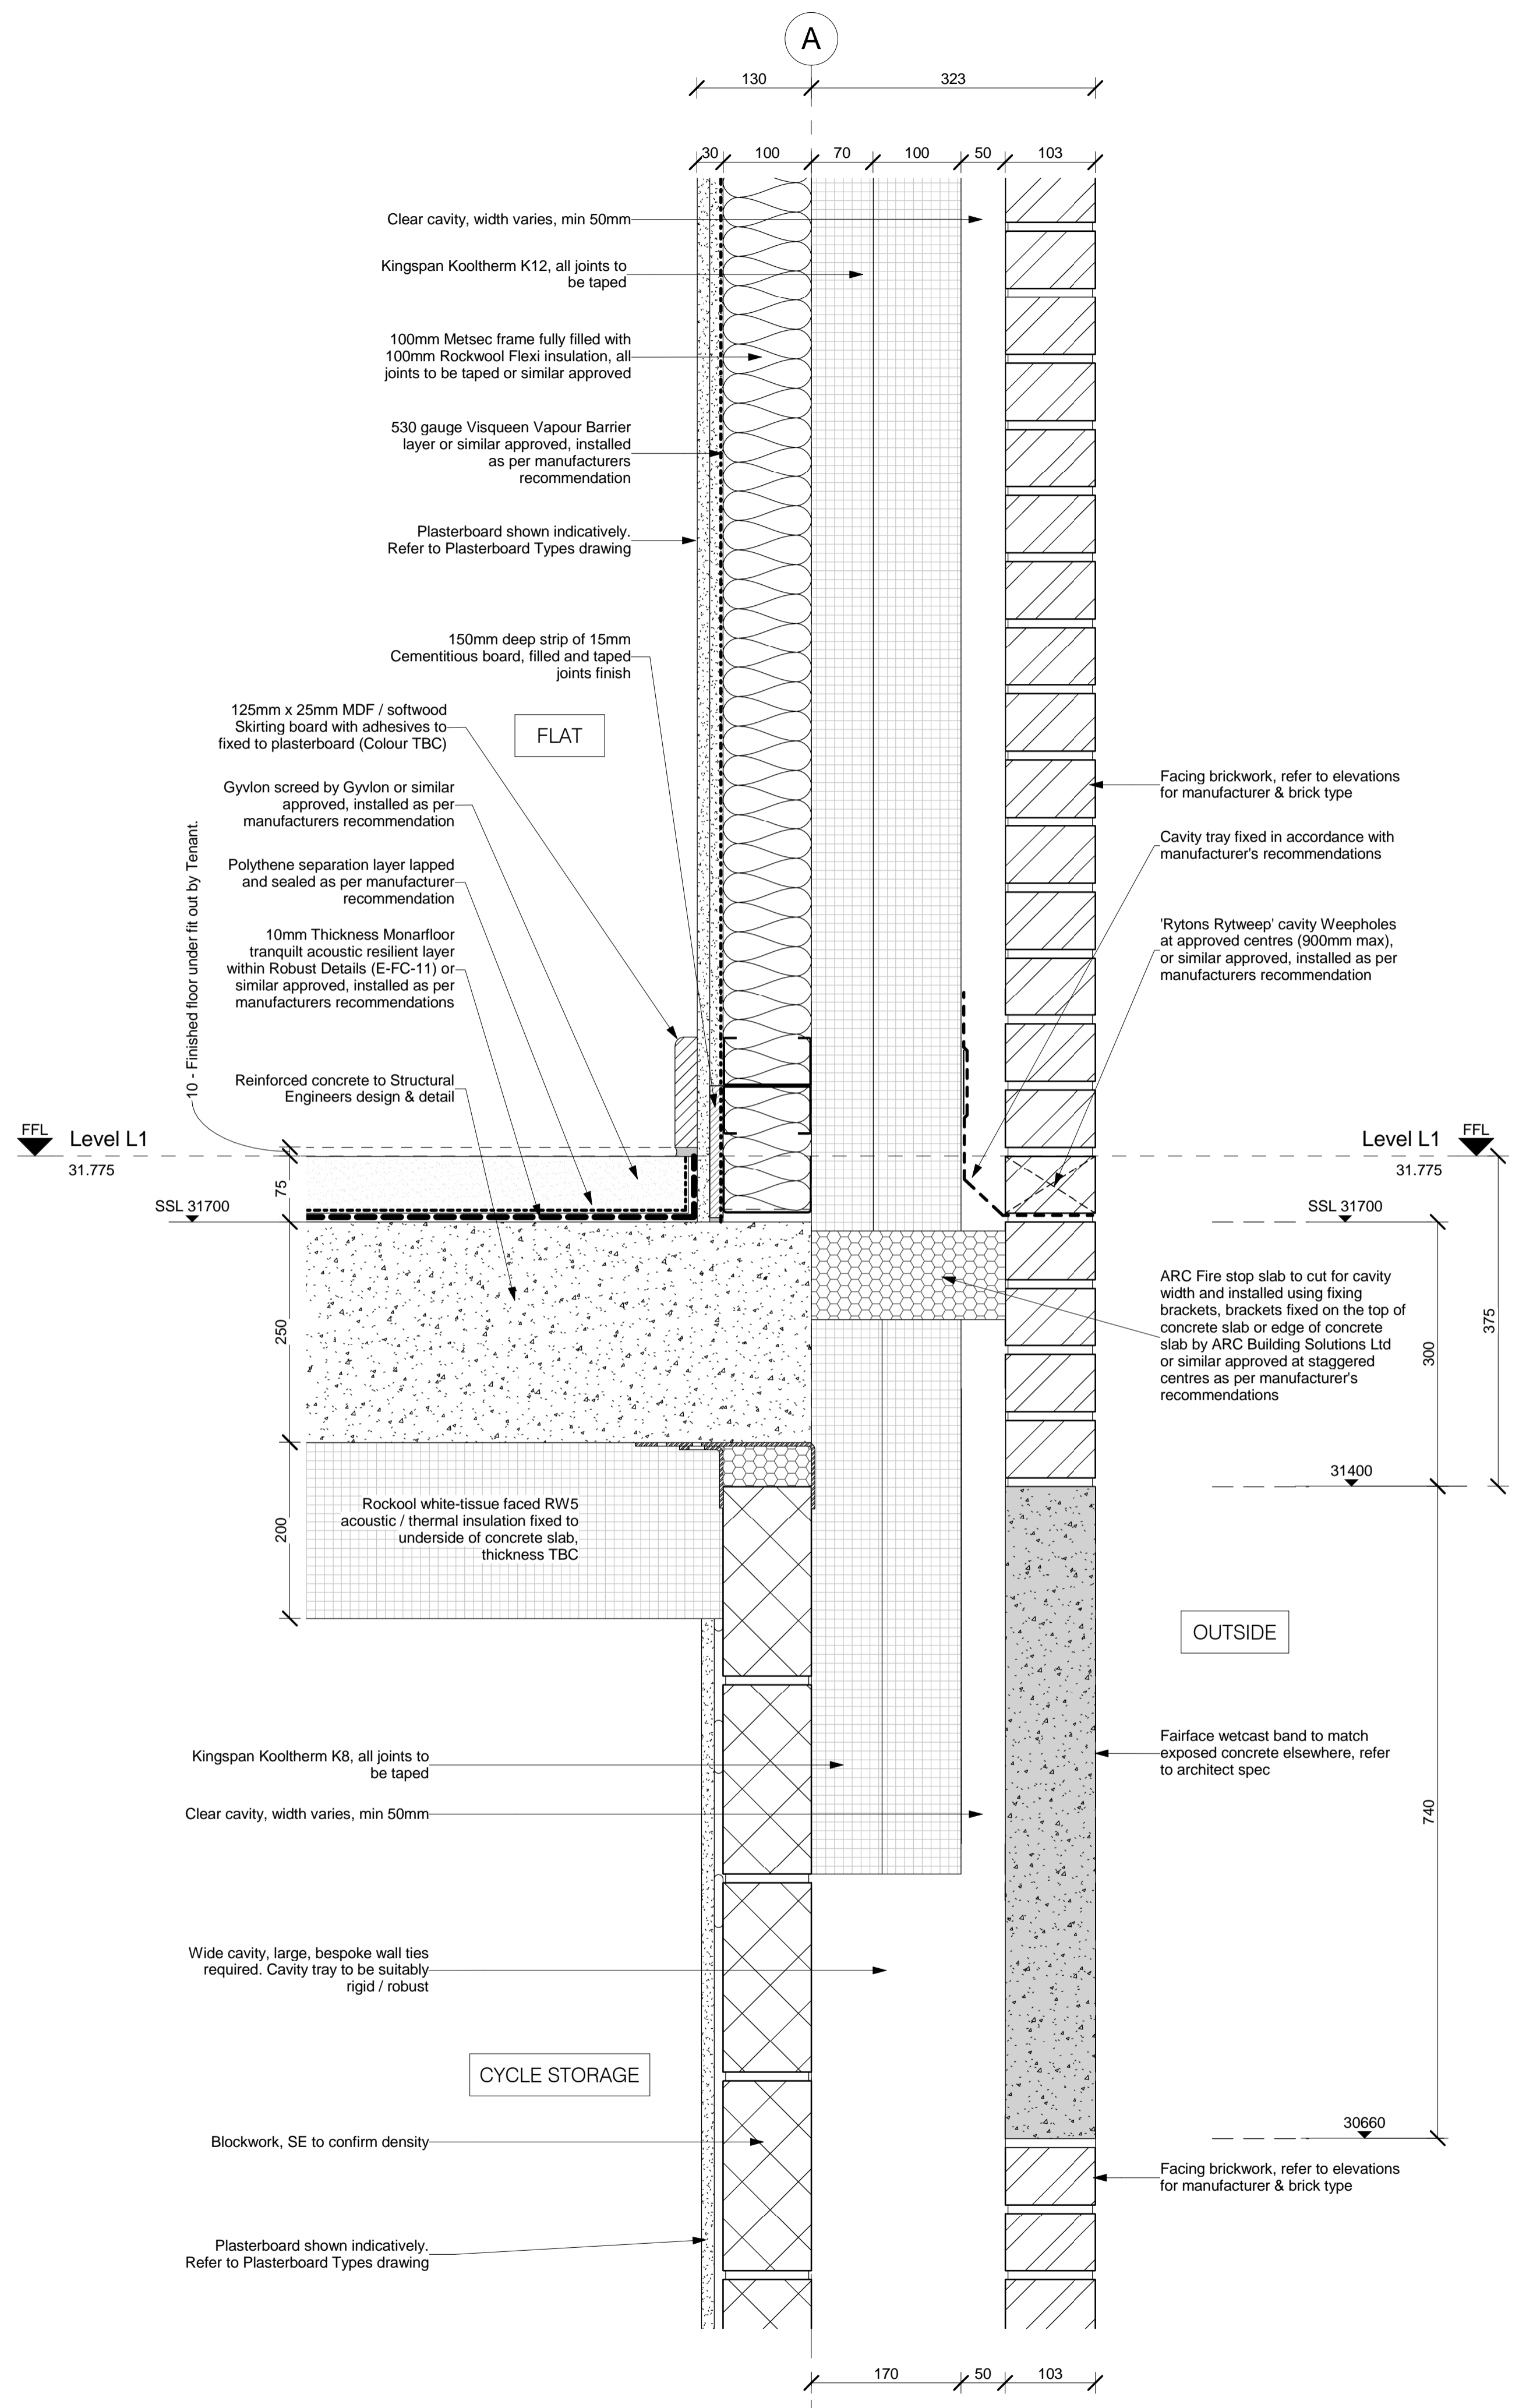 A
130
323
30
100
70
100
50
103
Clear cavity, width varies, min 50mm
Kingspan Kooltherm K12, all joints to
be taped
100mm Metsec frame fully filled with
100mm Rockwool Flexi insulation, all
joints to be taped or similar approved
530 gauge Visqueen Vapour Barrier
layer or similar approved, installed
as per manufacturers
recommendation
Plasterboard shown indicatively.
Refer to Plasterboard Types drawing
150mm deep strip of 15mm
Cementitious board, filled and taped
joints finish
125mm x 25mm MDF / softwood
Skirting board with adhesives to
fixed to plasterboard (Colour TBC)
FLAT
Gyvlon screed by Gyvlon or similar
approved, installed as per
manufacturers recommendation
Polythene separation layer lapped
and sealed as per manufacturer
recommendation
10mm Thickness Monarfloor
tranquilt acoustic resilient layer
within Robust Details (E-FC-11) or
similar approved, installed as per
manufacturers recommendations
10 - Finished floor under fit out by Tenant.
Reinforced concrete to Structural
Engineers design & detail
Facing brickwork, refer to elevations
for manufacturer & brick type
Cavity tray fixed in accordance with
manufacturer's recommendations
'Rytons Rytweep' cavity Weepholes
at approved centres (900mm max),
or similar approved, installed as per
manufacturers recommendation
FFL
Level L1
31.775
Level L1
FFL
31.775
75
SSL 31700
SSL 31700
250
ARC Fire stop slab to cut for cavity
width and installed using fixing
brackets, brackets fixed on the top of
concrete slab or edge of concrete
slab by ARC Building Solutions Ltd
or similar approved at staggered
centres as per manufacturer's
recommendations
300
375
31400
200
Rockool white-tissue faced RW5
acoustic / thermal insulation fixed to
underside of concrete slab,
thickness TBC
OUTSIDE
Kingspan Kooltherm K8, all joints to
be taped
Clear cavity, width varies, min 50mm
Fairface wetcast band to match
exposed concrete elsewhere, refer
to architect spec
740
Wide cavity, large, bespoke wall ties
required. Cavity tray to be suitably
rigid / robust
CYCLE STORAGE
Blockwork, SE to confirm density
30660
Facing brickwork, refer to elevations
for manufacturer & brick type
Plasterboard shown indicatively.
Refer to Plasterboard Types drawing
170
50
103